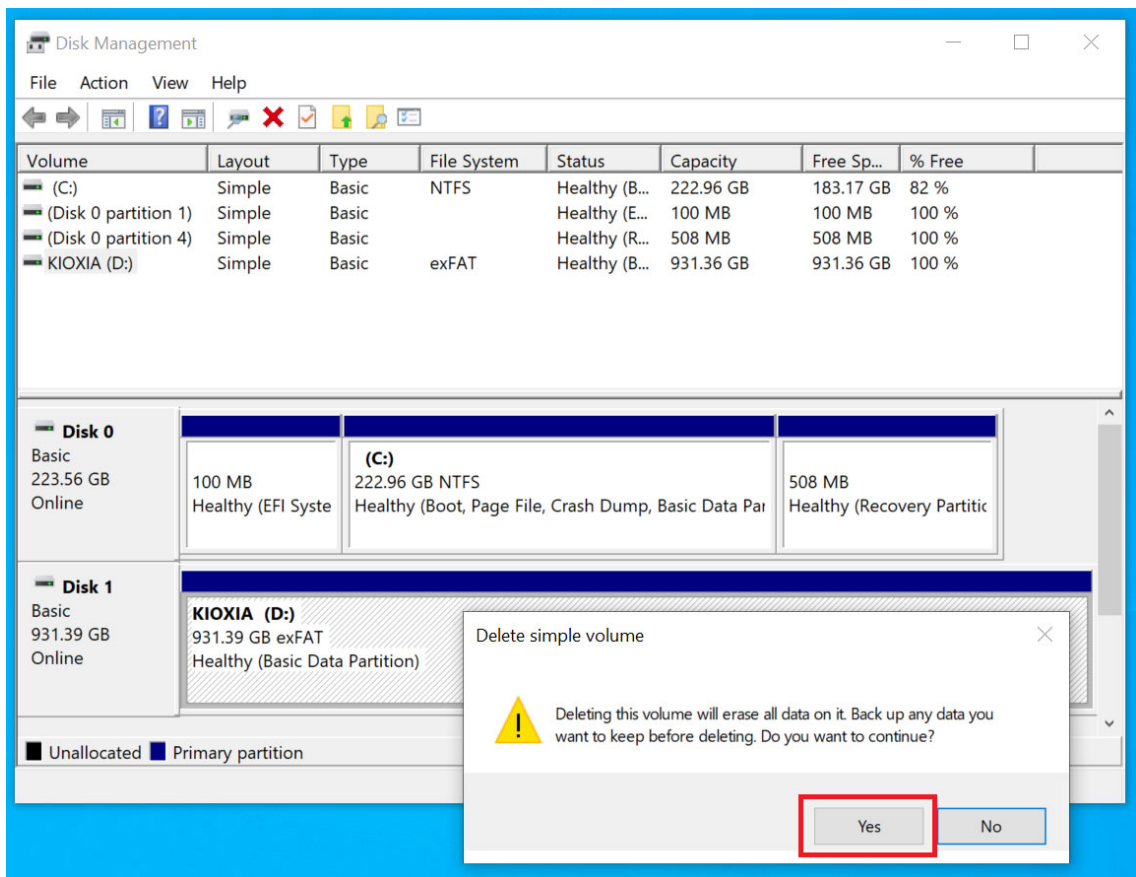 Disk Management
File Action View Help
Volume Layout Type File System Status Capacity Free Sp... % Free
(C:) Simple Basic NTFS Healthy (B... 222.96 GB 183.17 GB 82 %
(Disk 0 partition 1) Simple Basic Healthy (E... 100 MB 100 MB 100 %
(Disk 0 partition 4) Simple Basic Healthy (R... 508 MB 508 MB 100 %
KIOXIA (D:) Simple Basic exFAT Healthy (B... 931.36 GB 931.36 GB 100 %
Disk 0
Basic
223.56 GB
Online
100 MB
Healthy (EFI Syste
(C:)
222.96 GB NTFS
Healthy (Boot, Page File, Crash Dump, Basic Data Par
508 MB
Healthy (Recovery Partitic
Disk 1
Basic
931.39 GB
Online
KIOXIA (D:)
931.39 GB exFAT
Healthy (Basic Data Partition)
Unallocated Primary partition
Delete simple volume
Deleting this volume will erase all data on it. Back up any data you
want to keep before deleting. Do you want to continue?
Yes No